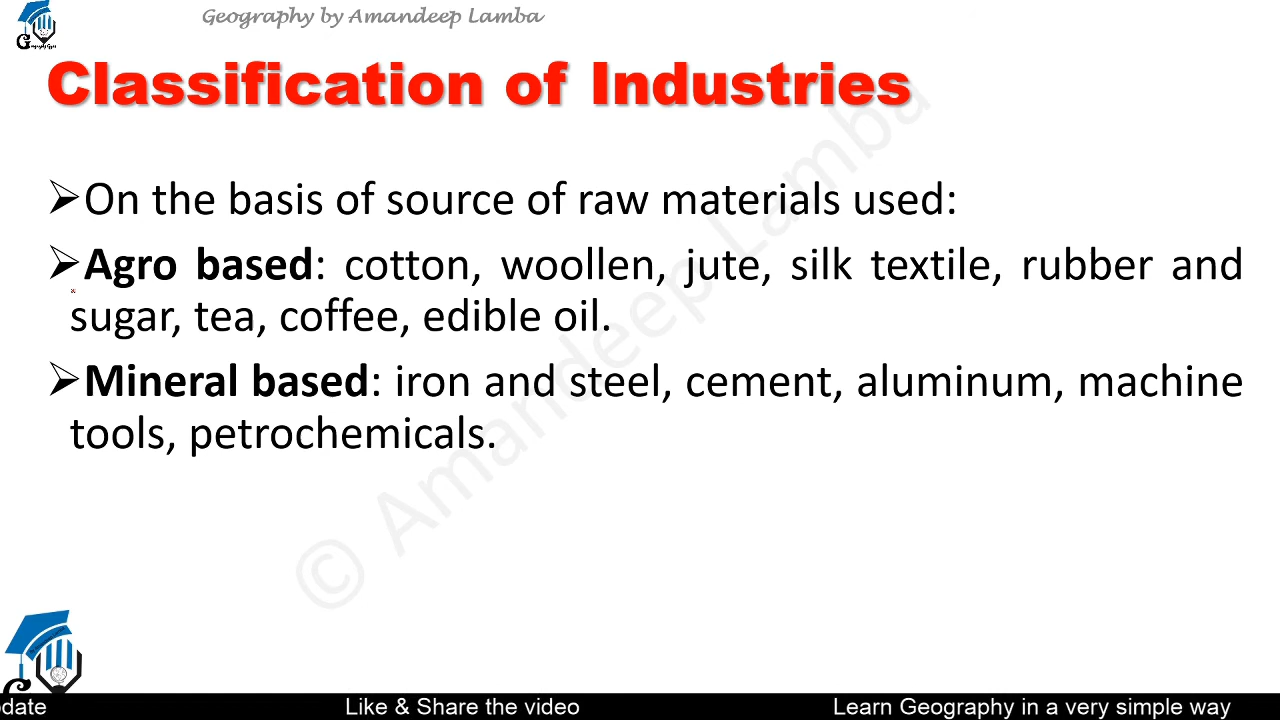 Geography by Amandeep Lamba
Classification of Industries
➢On the basis of source of raw materials used:
➢Agro based: cotton, woollen, jute, silk textile, rubber and
sugar, tea, coffee, edible oil.
➢Mineral based: iron and steel, cement, aluminum, machine
tools, petrochemicals.
© Amandeep Lamba
date Like & Share the video Learn Geography in a very simple way